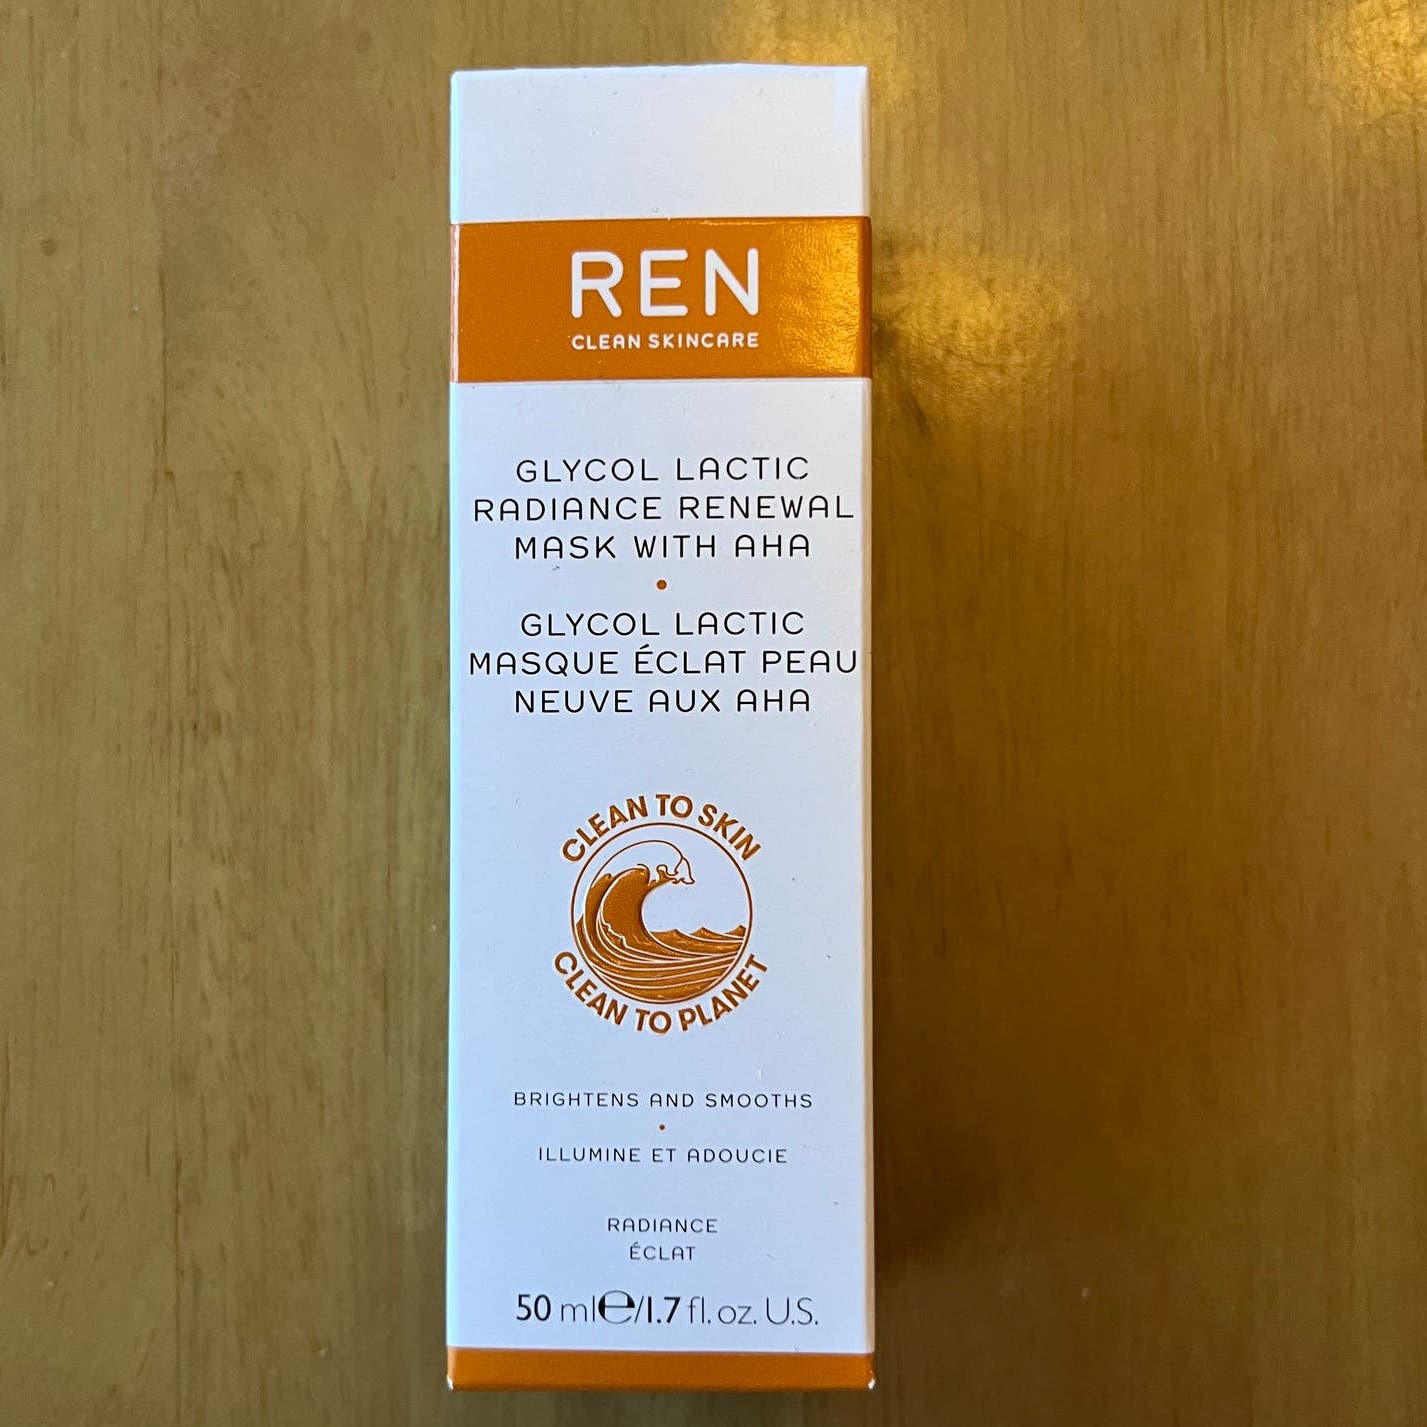 REN
CLEAN SKINCARE
GLYCOL LACTIC
RADIANCE RENEWAL
MASK WITH AHA
•
GLYCOL LACTIC
MASQUE ÉCLAT PEAU
NEUVE AUX AHA
CLEAN TO SKIN
CLEAN TO PLANET
BRIGHTENS AND SMOOTHS
•
ILLUMINE ET ADOUCIE
RADIANCE
ÉCLAT
50 ml℮/1.7 fl. oz. U.S.